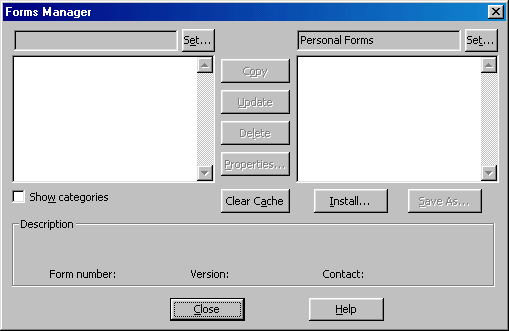 Forms Manager
Set... Personal Forms Set...
Copy
Update
Delete
Properties...
Show categories Clear Cache Install... Save As...
Description
Form number: Version: Contact:
Close Help